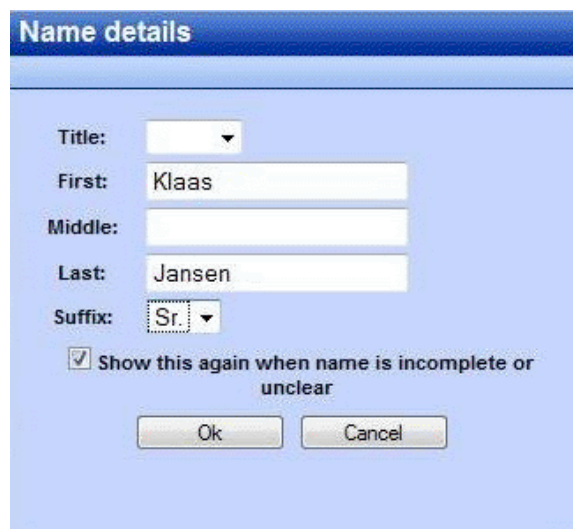 Name details
Title:
First: Klaas
Middle:
Last: Jansen
Suffix: Sr.
Show this again when name is incomplete or
unclear
Ok Cancel